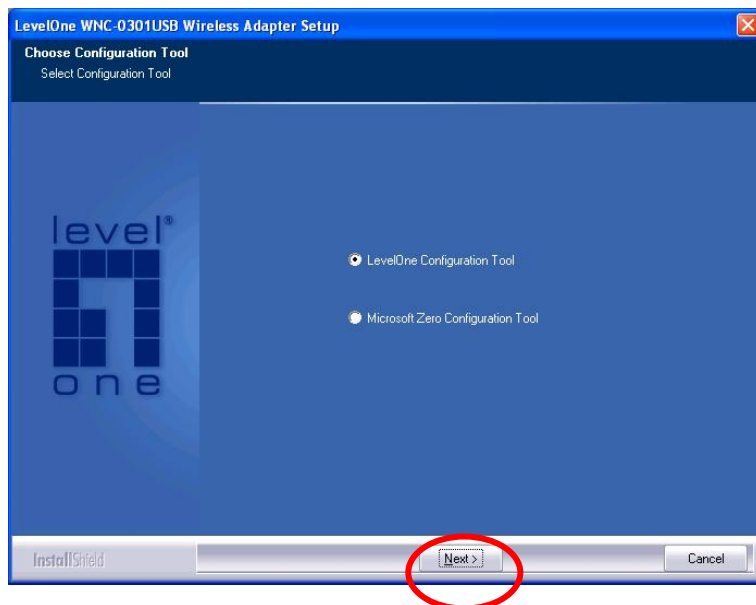 LevelOne WNC-0301USB Wireless Adapter Setup
Choose Configuration Tool
Select Configuration Tool
level®
one
LevelOne Configuration Tool
Microsoft Zero Configuration Tool
InstallShield
Next >
Cancel